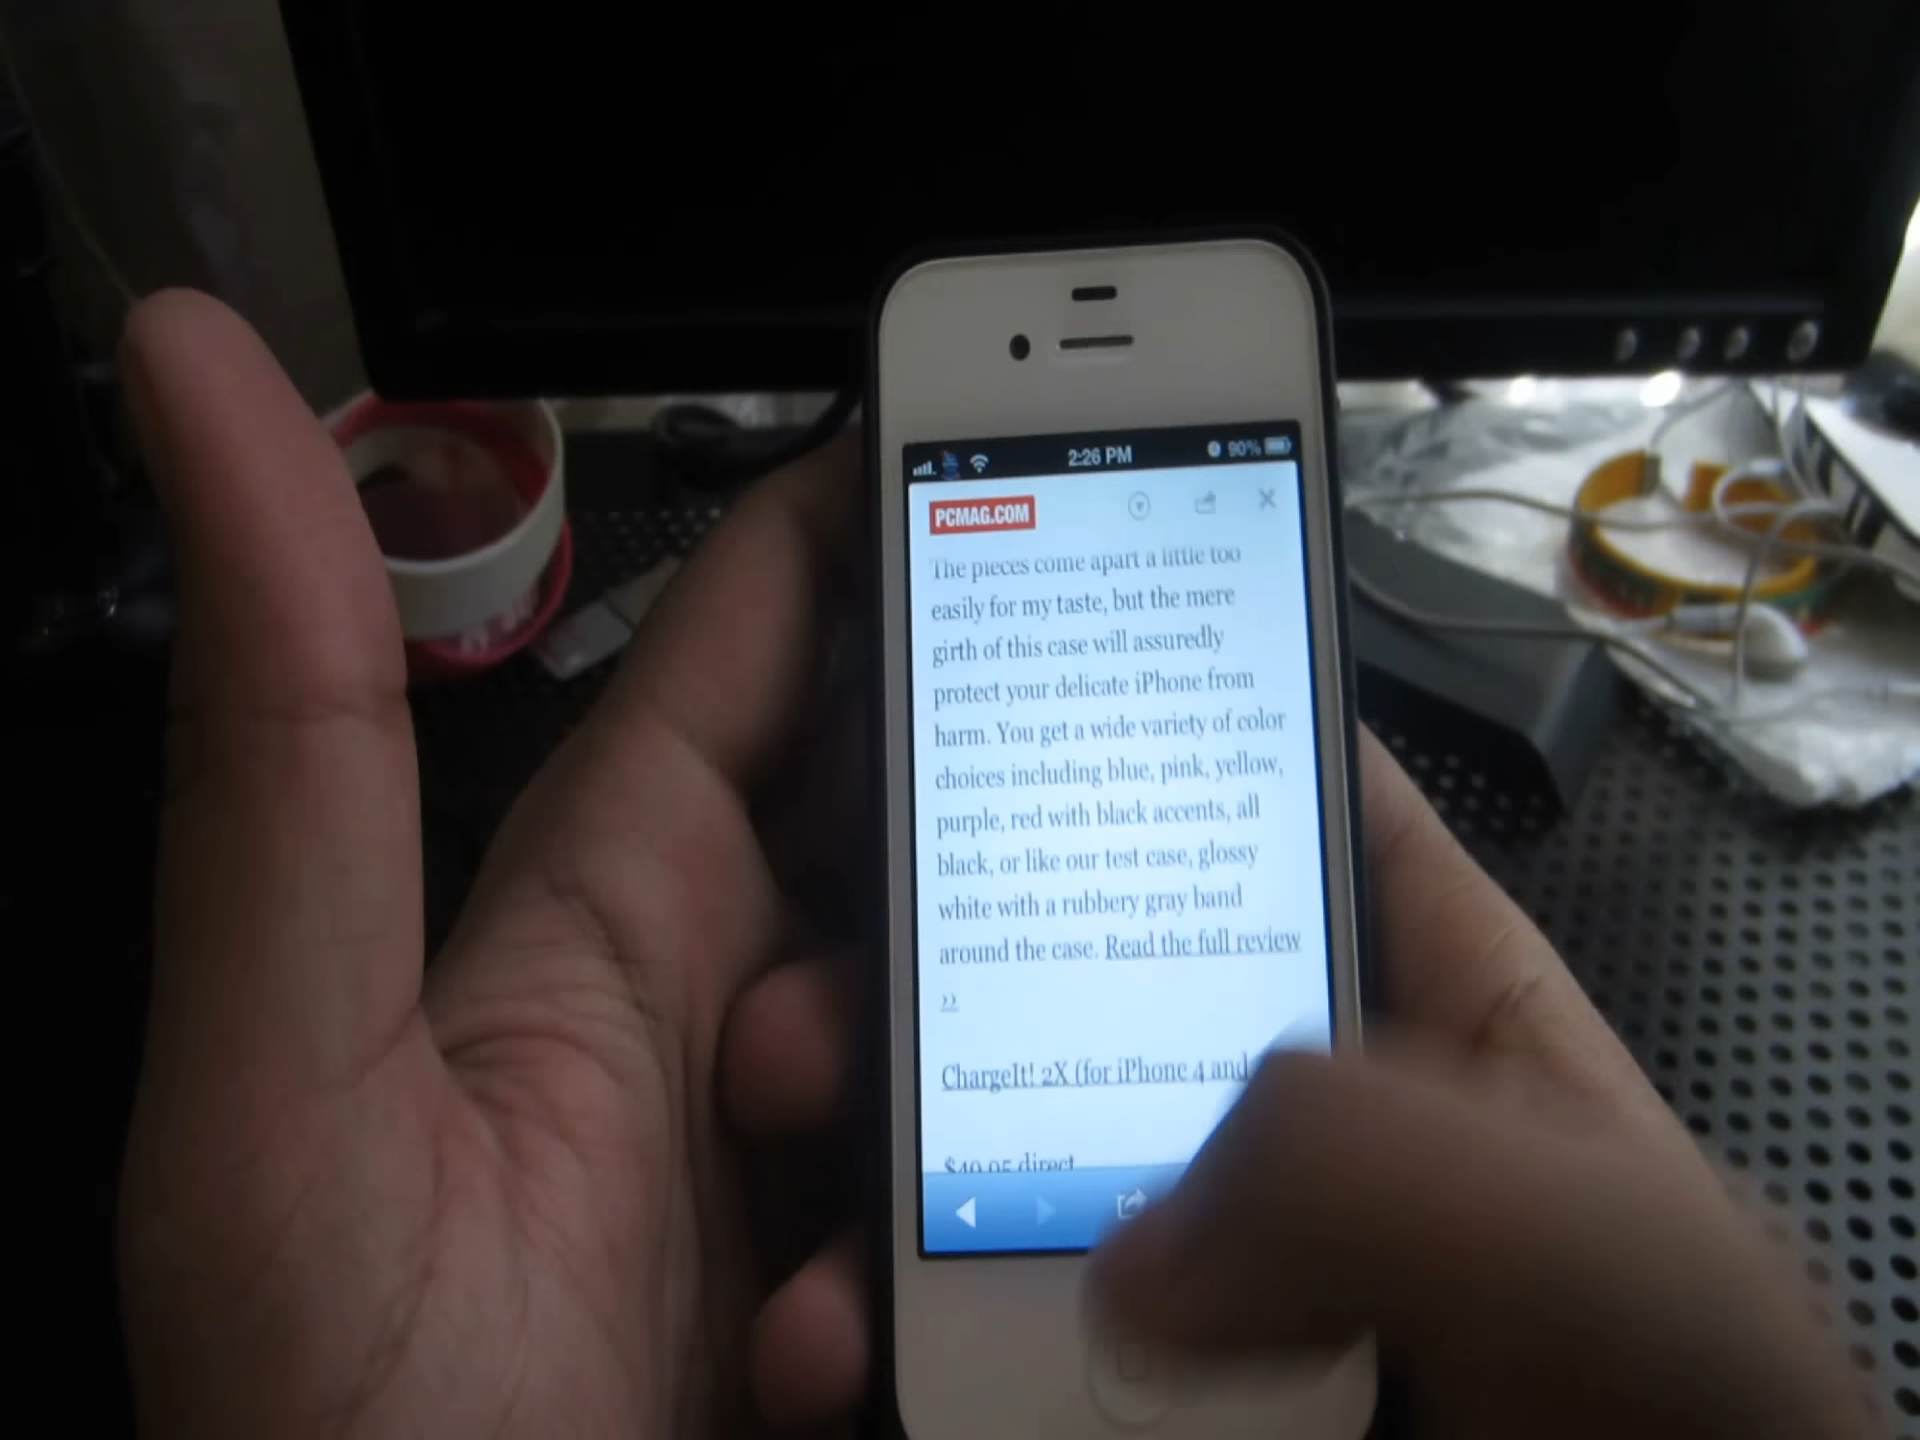 2:26 PM 90%
PCMAG.COM
The pieces come apart a little too
easily for my taste, but the mere
girth of this case will assuredly
protect your delicate iPhone from
harm. You get a wide variety of color
choices including blue, pink, yellow,
purple, red with black accents, all
black, or like our test case, glossy
white with a rubbery gray band
around the case. Read the full review
>>
ChargeIt! 2X (for iPhone 4 and
direct